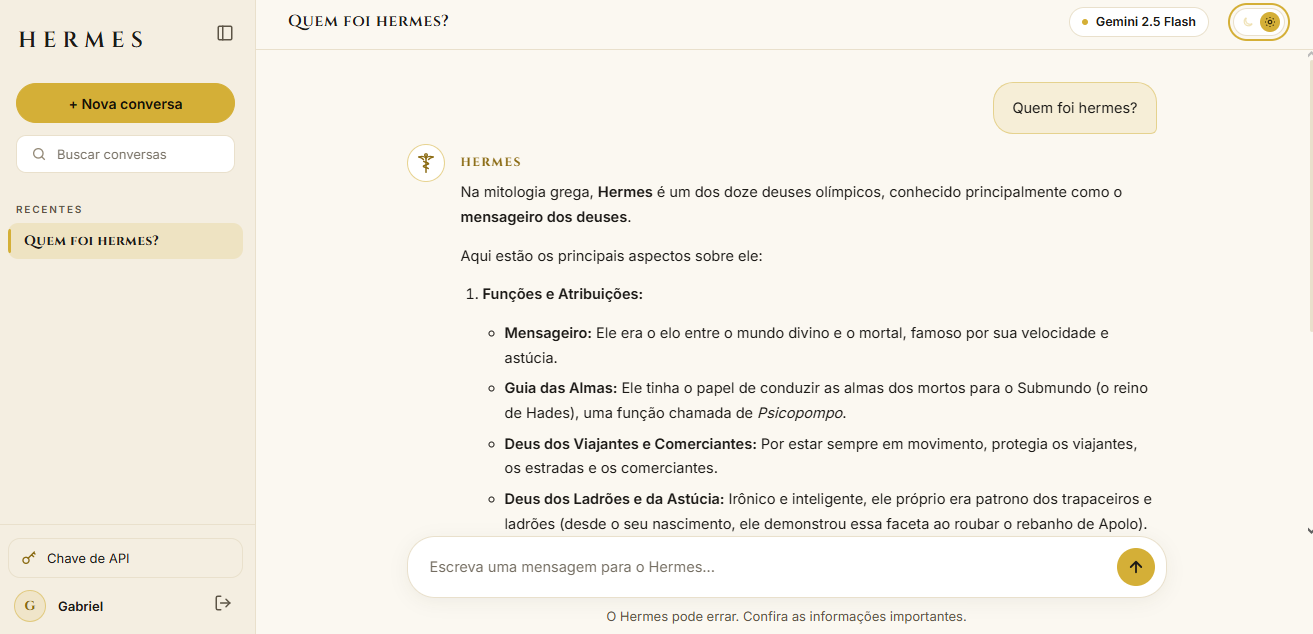 HERMES
+ Nova conversa
Buscar conversas
RECENTES
Quem foi hermes?
Chave de API
G
Gabriel
Quem foi hermes?
Gemini 2.5 Flash
Quem foi hermes?
HERMES
Na mitologia grega, Hermes é um dos doze deuses olímpicos, conhecido principalmente como o
mensageiro dos deuses.
Aqui estão os principais aspectos sobre ele:
1. Funções e Atribuições:
Mensageiro: Ele era o elo entre o mundo divino e o mortal, famoso por sua velocidade e
astúcia.
Guia das Almas: Ele tinha o papel de conduzir as almas dos mortos para o Submundo (o reino
de Hades), uma função chamada de Psicopompo.
Deus dos Viajantes e Comerciantes: Por estar sempre em movimento, protegia os viajantes,
os estradas e os comerciantes.
Deus dos Ladrões e da Astúcia: Irônico e inteligente, ele próprio era patrono dos trapaceiros e
ladrões (desde o seu nascimento, ele demonstrou essa faceta ao roubar o rebanho de Apolo).
Escreva uma mensagem para o Hermes...
O Hermes pode errar. Confira as informações importantes.